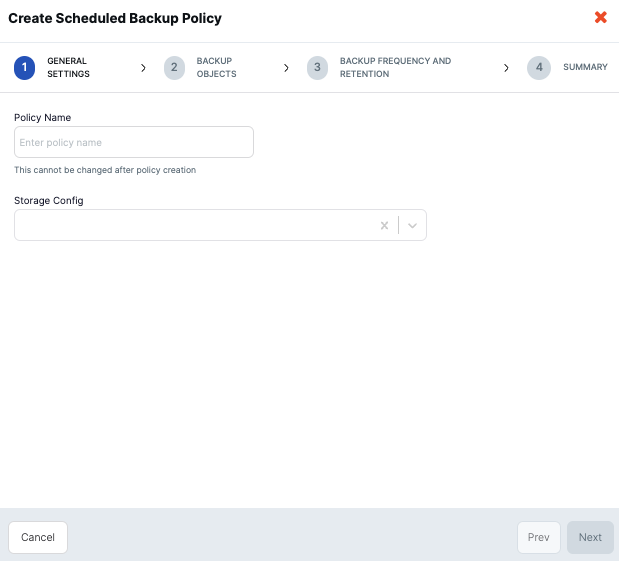 Create Scheduled Backup Policy
1
GENERAL
SETTINGS
2
BACKUP
OBJECTS
3
BACKUP FREQUENCY AND
RETENTION
4
SUMMARY
Policy Name
Enter policy name
This cannot be changed after policy creation
Storage Config
Cancel
Prev
Next